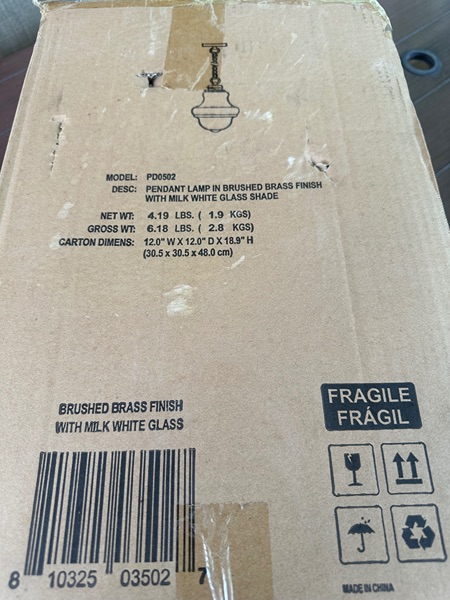 MODEL: PD0502
DESC: PENDANT LAMP IN BRUSHED BRASS FINISH
WITH MILK WHITE GLASS SHADE
NET WT: 4.19 LBS. ( 1.9 KGS)
GROSS WT: 6.18 LBS. ( 2.8 KGS)
CARTON DIMENS: 12.0" W X 12.0" D X 18.9" H
(30.5 x 30.5 x 48.0 cm)
BRUSHED BRASS FINISH
WITH MILK WHITE GLASS
FRAGILE
FRÁGIL
8 10325 03502 7
MADE IN CHINA